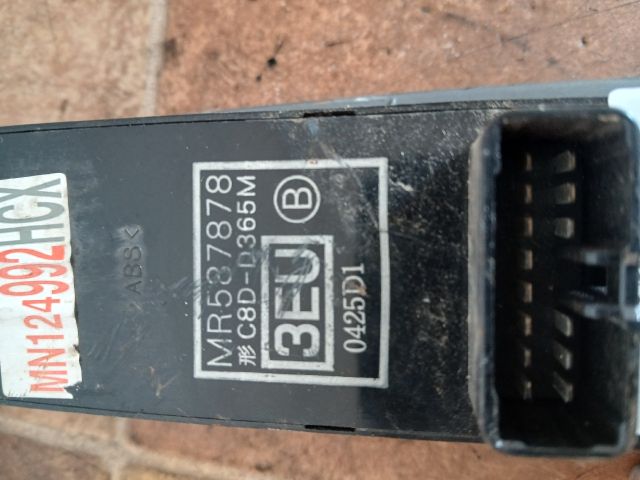 MN124992HCX
>ABS<
MR587878
形 C8D-D365M
3EU B
0425D1